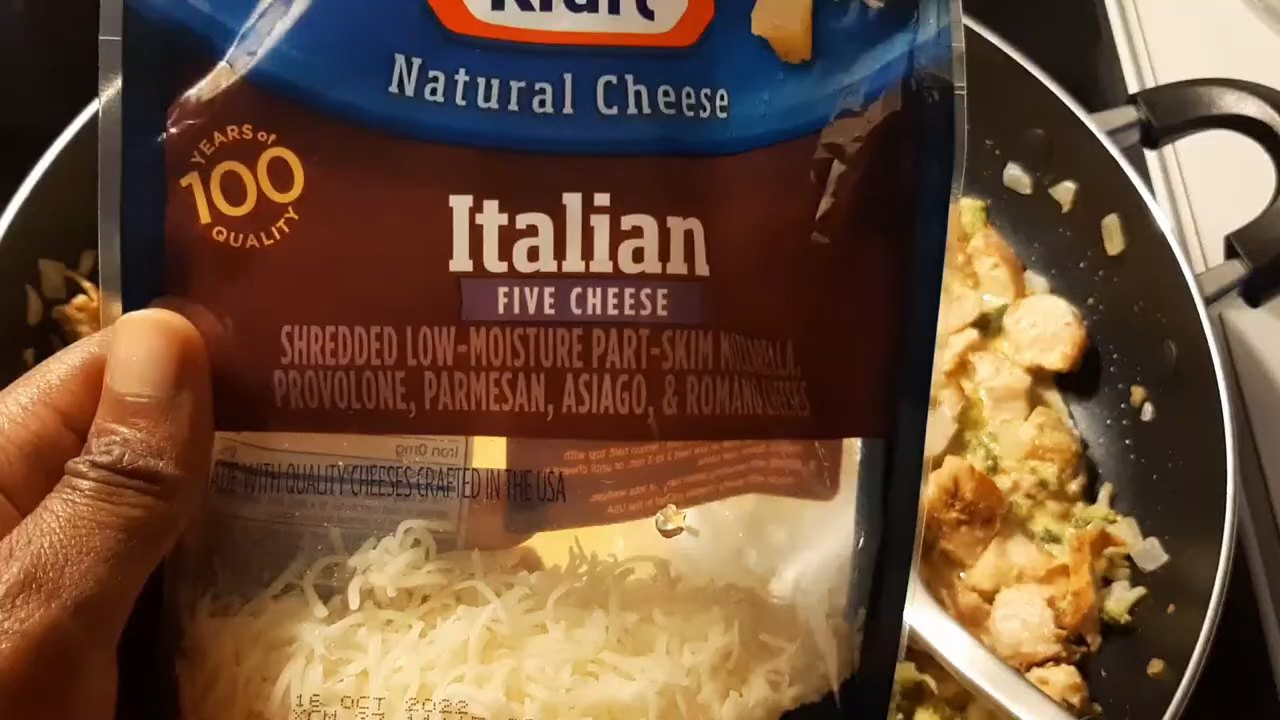 Kraft
Natural Cheese
YEARS of
100
QUALITY
Italian
FIVE CHEESE
SHREDDED LOW-MOISTURE PART-SKIM MOZZARELLA,
PROVOLONE, PARMESAN, ASIAGO, & ROMANO CHEESES
Iron 0mg
MADE WITH QUALITY CHEESES CRAFTED IN THE USA
16 OCT 2022